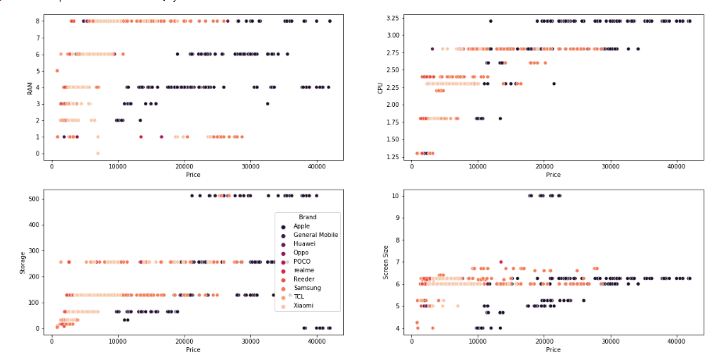 8
7
6
5
4
3
2
1
0
RAM
0
10000
20000
30000
40000
Price
3.25
3.00
2.75
2.50
2.25
2.00
1.75
1.50
1.25
CPU
0
10000
20000
30000
40000
Price
500
400
300
200
100
0
Storage
0
10000
20000
30000
40000
Price
Brand
Apple
General Mobile
Huawei
Oppo
POCO
realme
Reeder
Samsung
TCL
Xiaomi
10
9
8
7
6
5
4
Screen Size
0
10000
20000
30000
40000
Price